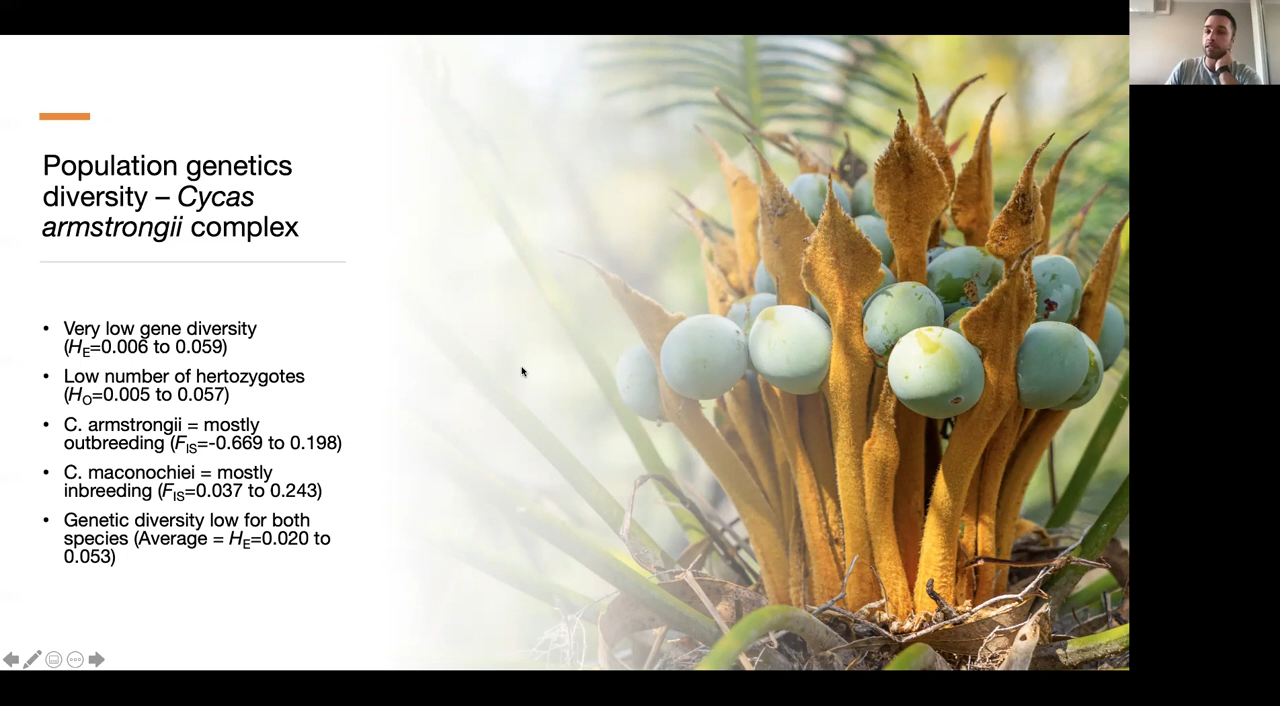 Population genetics
diversity – Cycas
armstrongii complex
• Very low gene diversity
(HE=0.006 to 0.059)
• Low number of hertozygotes
(HO=0.005 to 0.057)
• C. armstrongii = mostly
outbreeding (FIS=-0.669 to 0.198)
• C. maconochiei = mostly
inbreeding (FIS=0.037 to 0.243)
• Genetic diversity low for both
species (Average = HE=0.020 to
0.053)